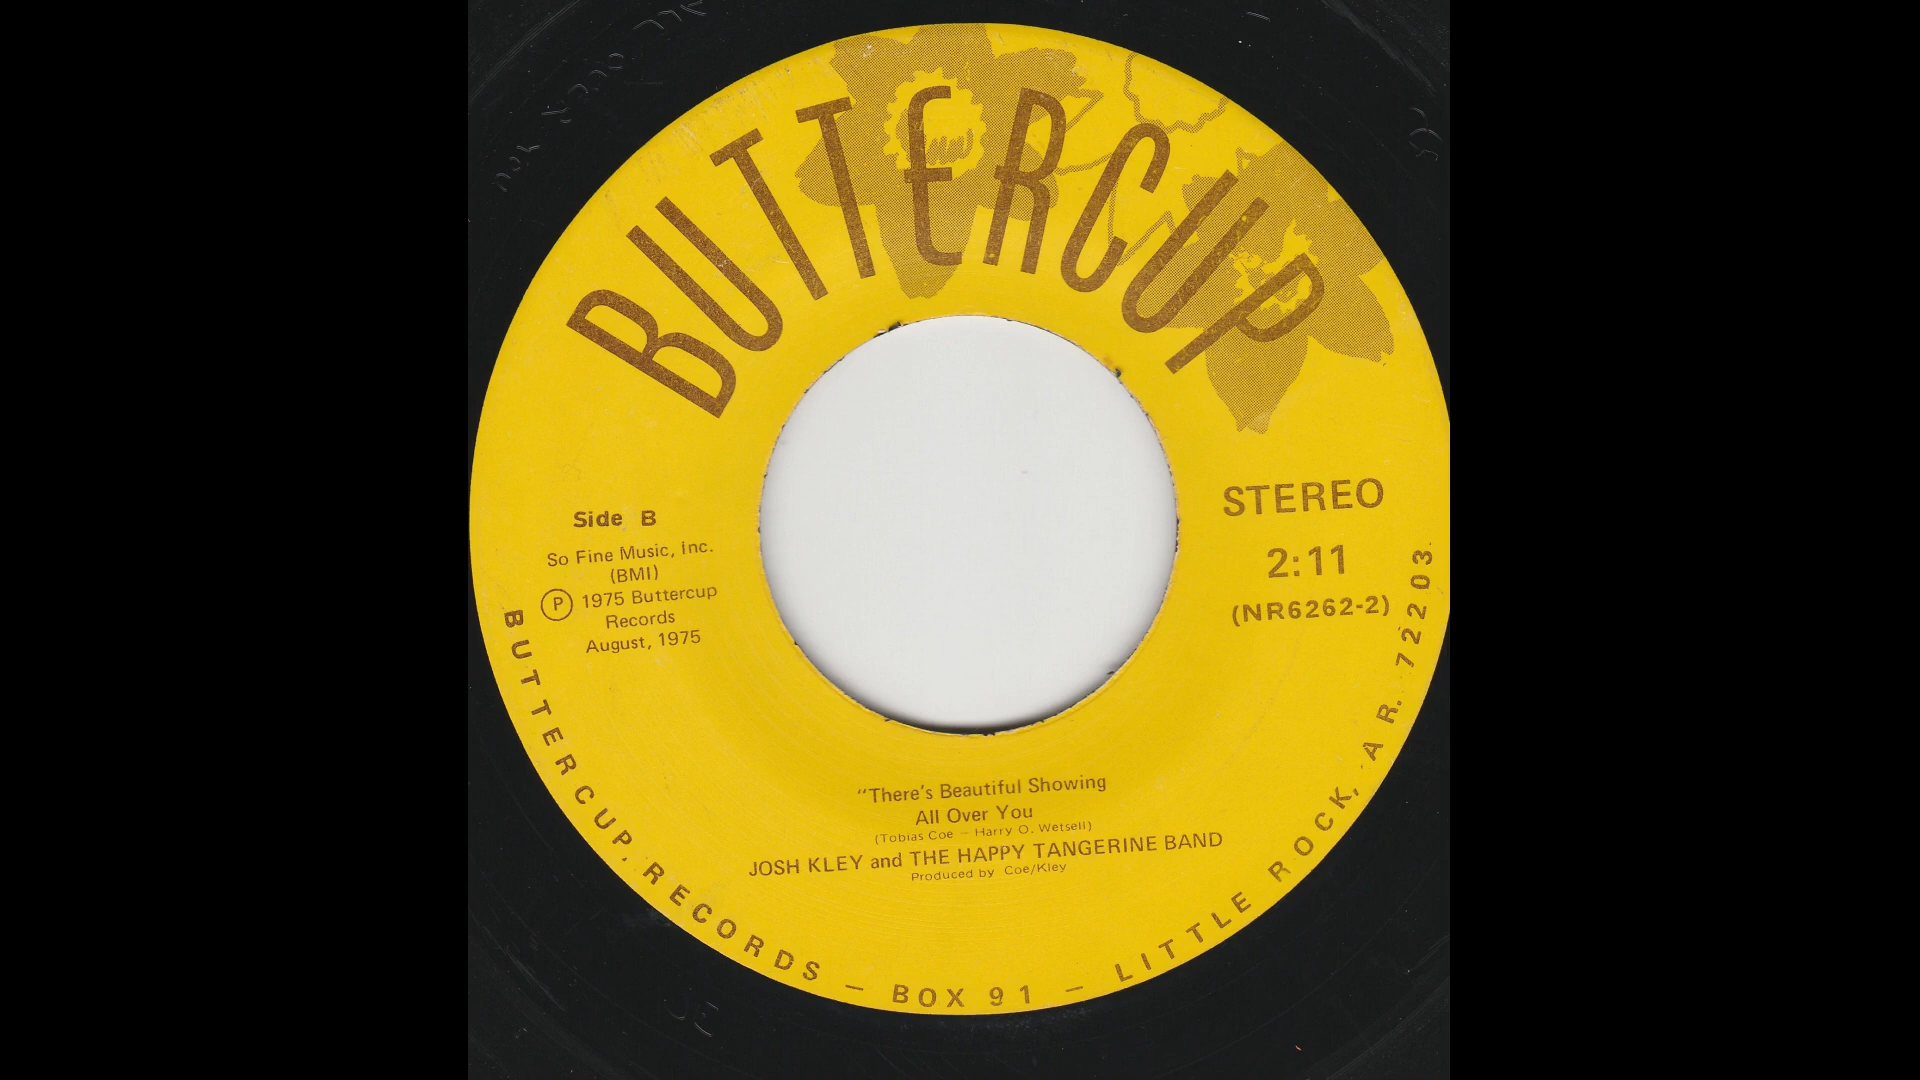 BUTTERCUP
Side B
So Fine Music, Inc.
(BMI)
Ⓟ 1975 Buttercup
Records
August, 1975
STEREO
2:11
(NR6262-2)
"There's Beautiful Showing
All Over You
(Tobias Coe – Harry O. Wetsell)
JOSH KLEY and THE HAPPY TANGERINE BAND
Produced by Coe/Kley
BUTTERCUP, RECORDS – BOX 91 – LITTLE ROCK, AR. 72203.